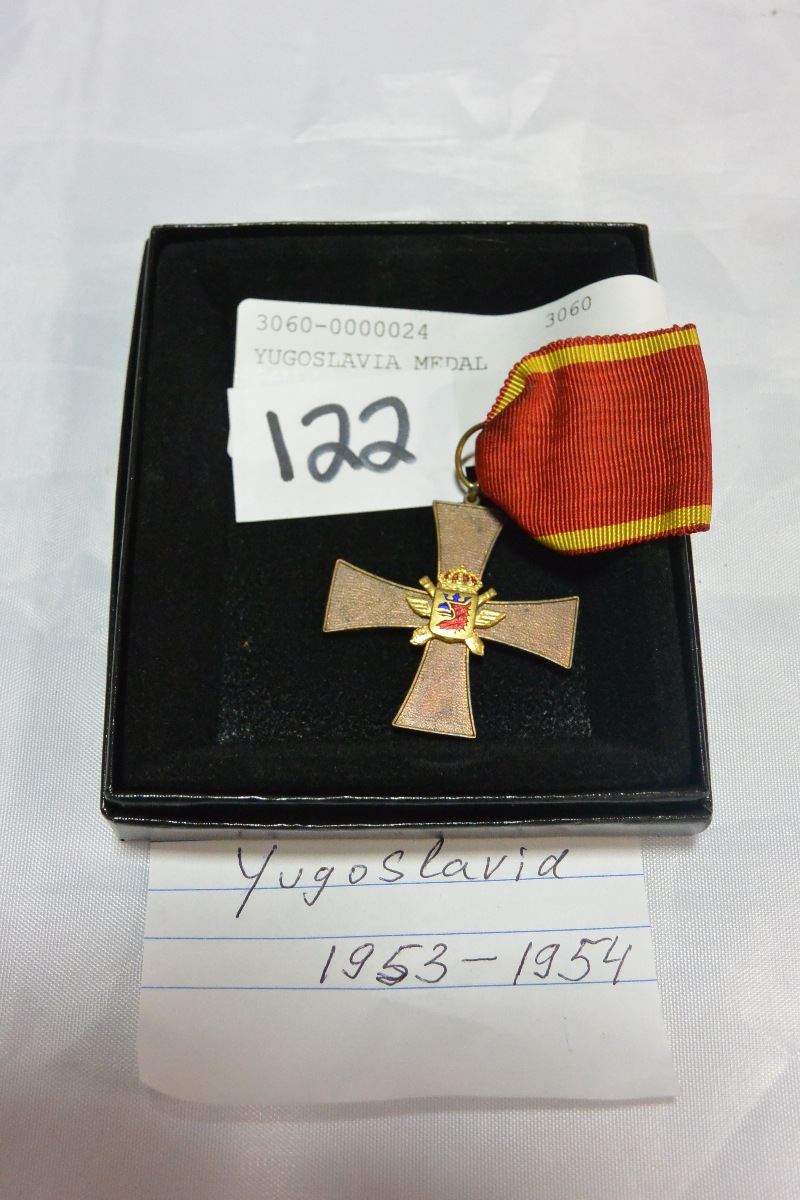 3060-0000024
3060
YUGOSLAVIA MEDAL
122
Yugoslavia
1953-1954